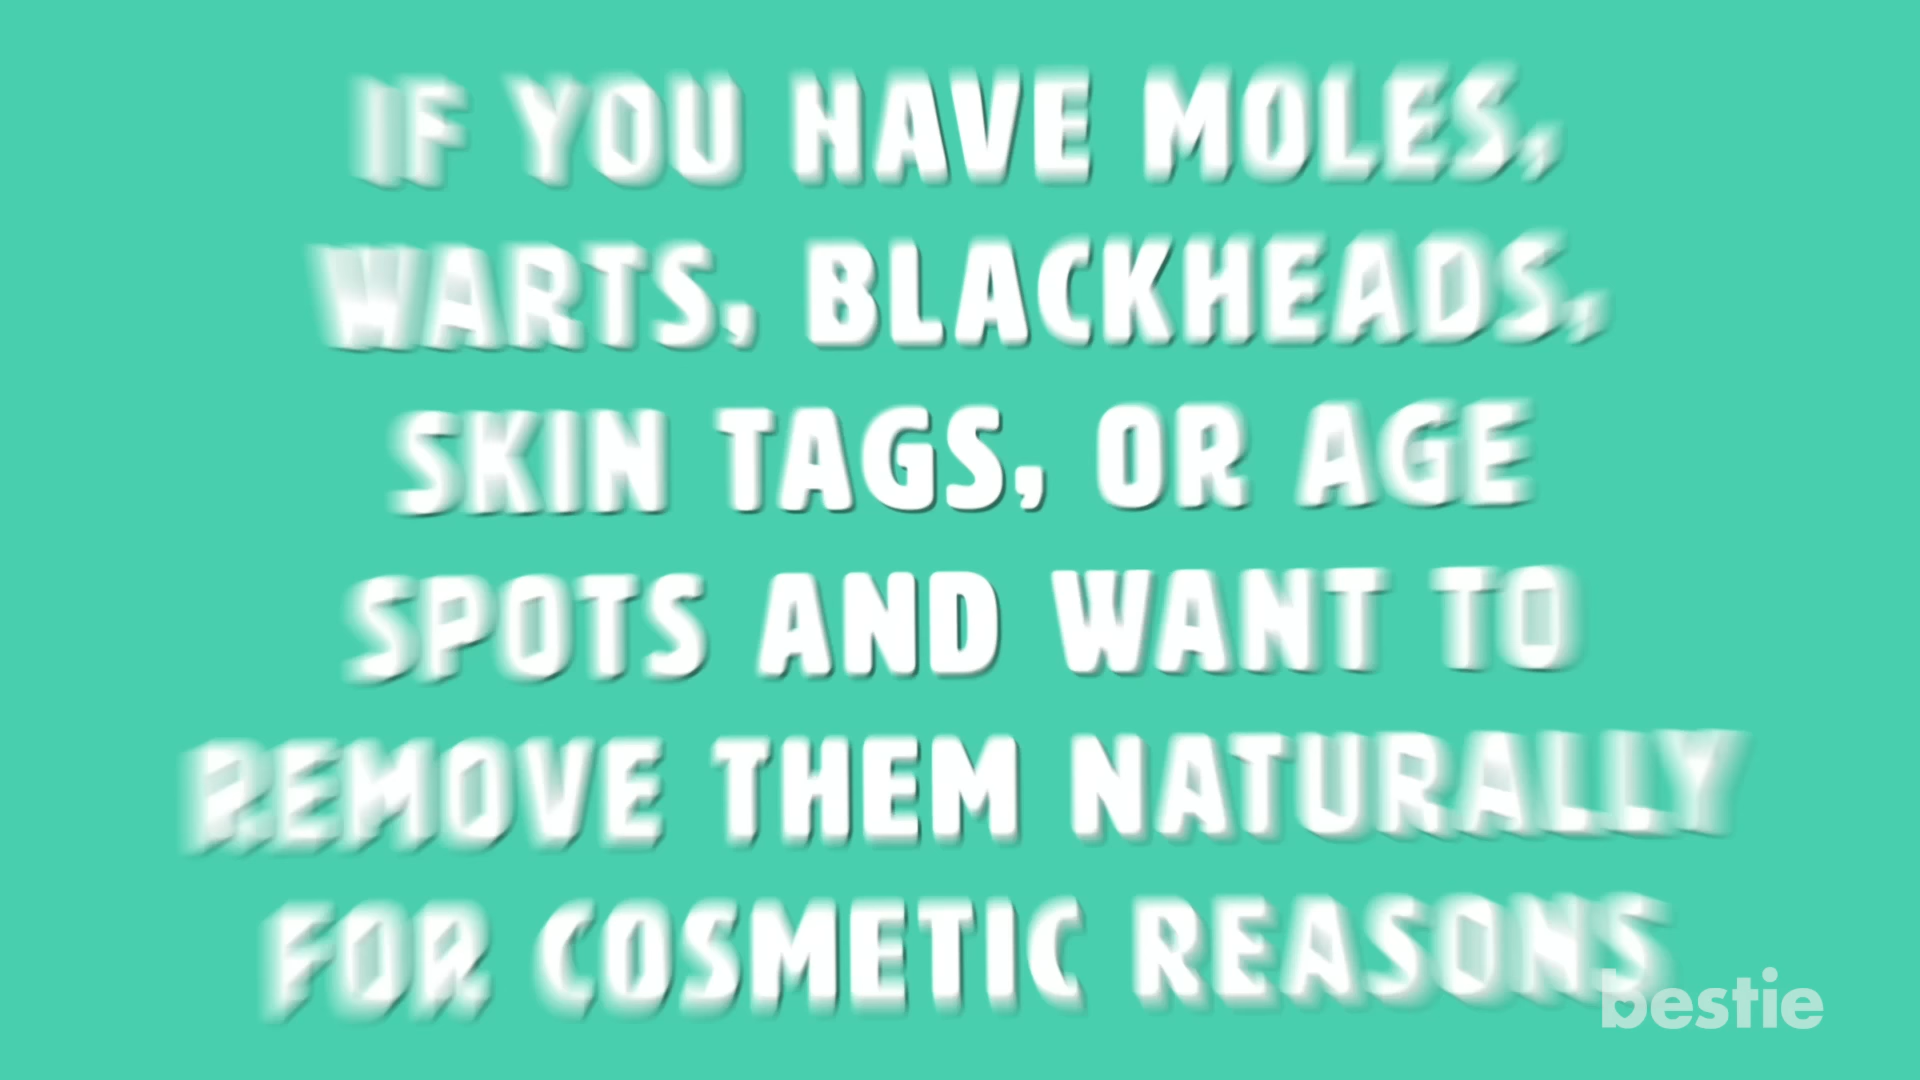 IF YOU HAVE MOLES,
WARTS, BLACKHEADS,
SKIN TAGS, OR AGE
SPOTS AND WANT TO
REMOVE THEM NATURALLY
FOR COSMETIC REASONS
bestie